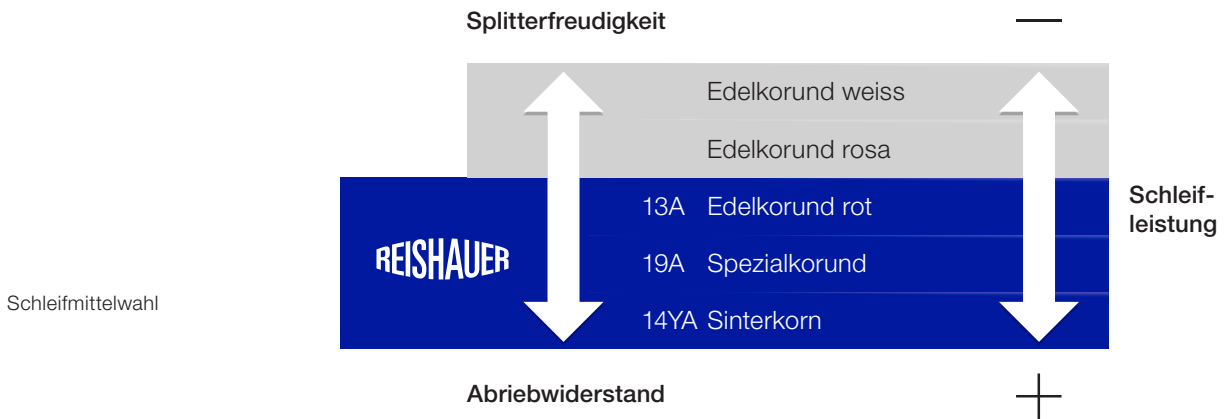 Splitterfreudigkeit —
Edelkorund weiss
Edelkorund rosa
13A Edelkorund rot
Schleif-
leistung
REISHAUER
19A Spezialkorund
Schleifmittelwahl
14YA Sinterkorn
Abriebwiderstand +